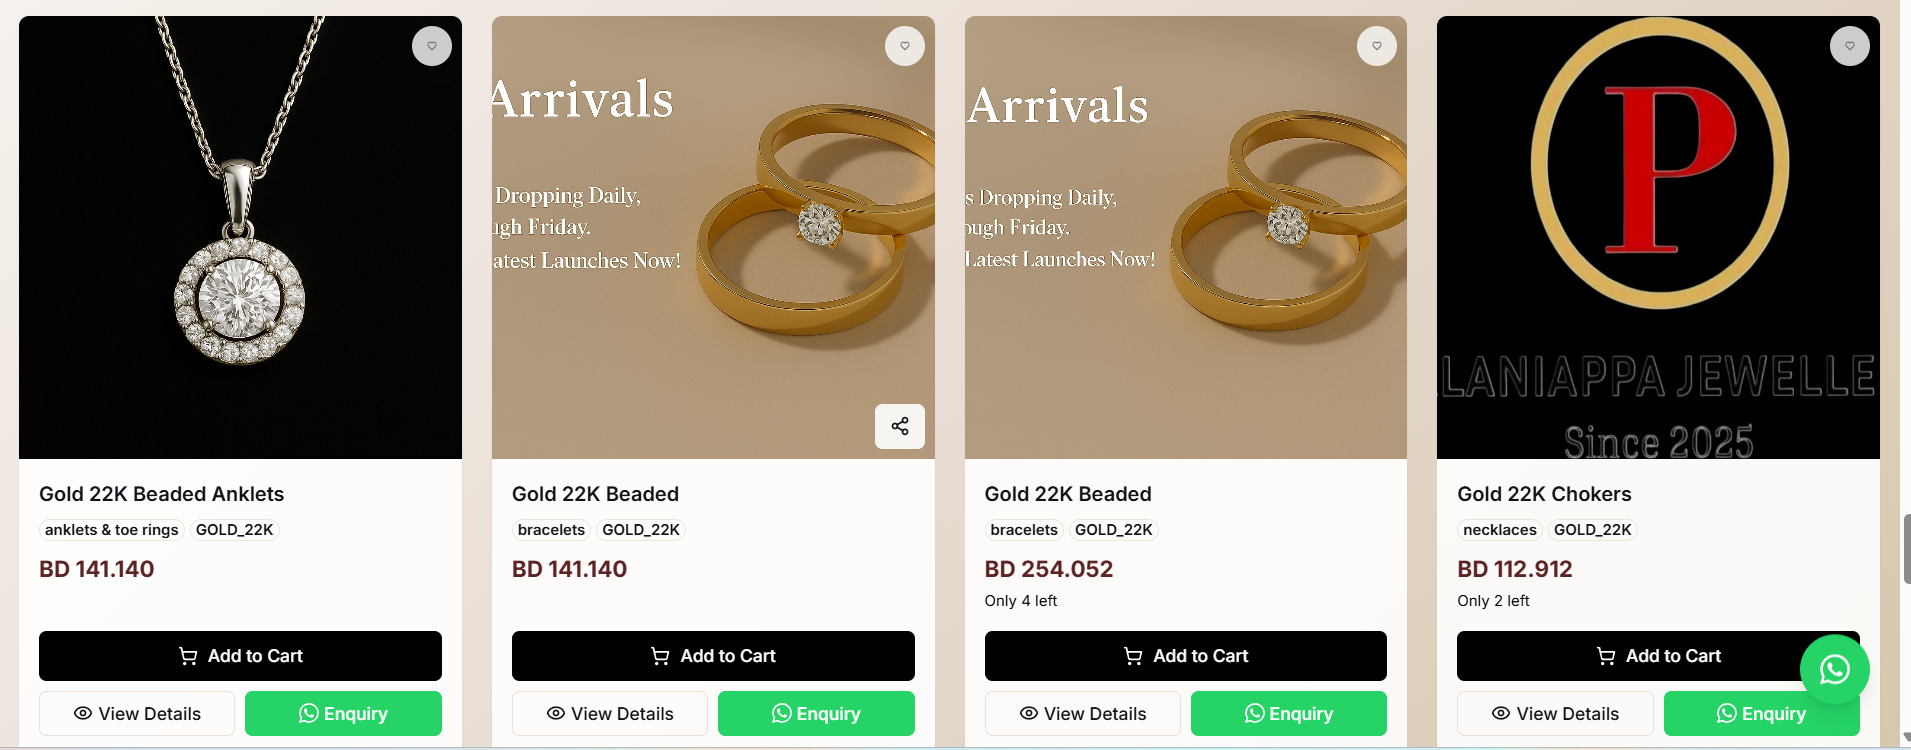 Arrivals
Dropping Daily,
ugh Friday.
atest Launches Now!
Arrivals
s Dropping Daily,
ough Friday.
Latest Launches Now!
P
LANIAPPA JEWELLE
Since 2025
Gold 22K Beaded Anklets
anklets & toe rings GOLD_22K
BD 141.140
Add to Cart
View Details Enquiry
Gold 22K Beaded
bracelets GOLD_22K
BD 141.140
Add to Cart
View Details Enquiry
Gold 22K Beaded
bracelets GOLD_22K
BD 254.052
Only 4 left
Add to Cart
View Details Enquiry
Gold 22K Chokers
necklaces GOLD_22K
BD 112.912
Only 2 left
Add to Cart
View Details Enquiry